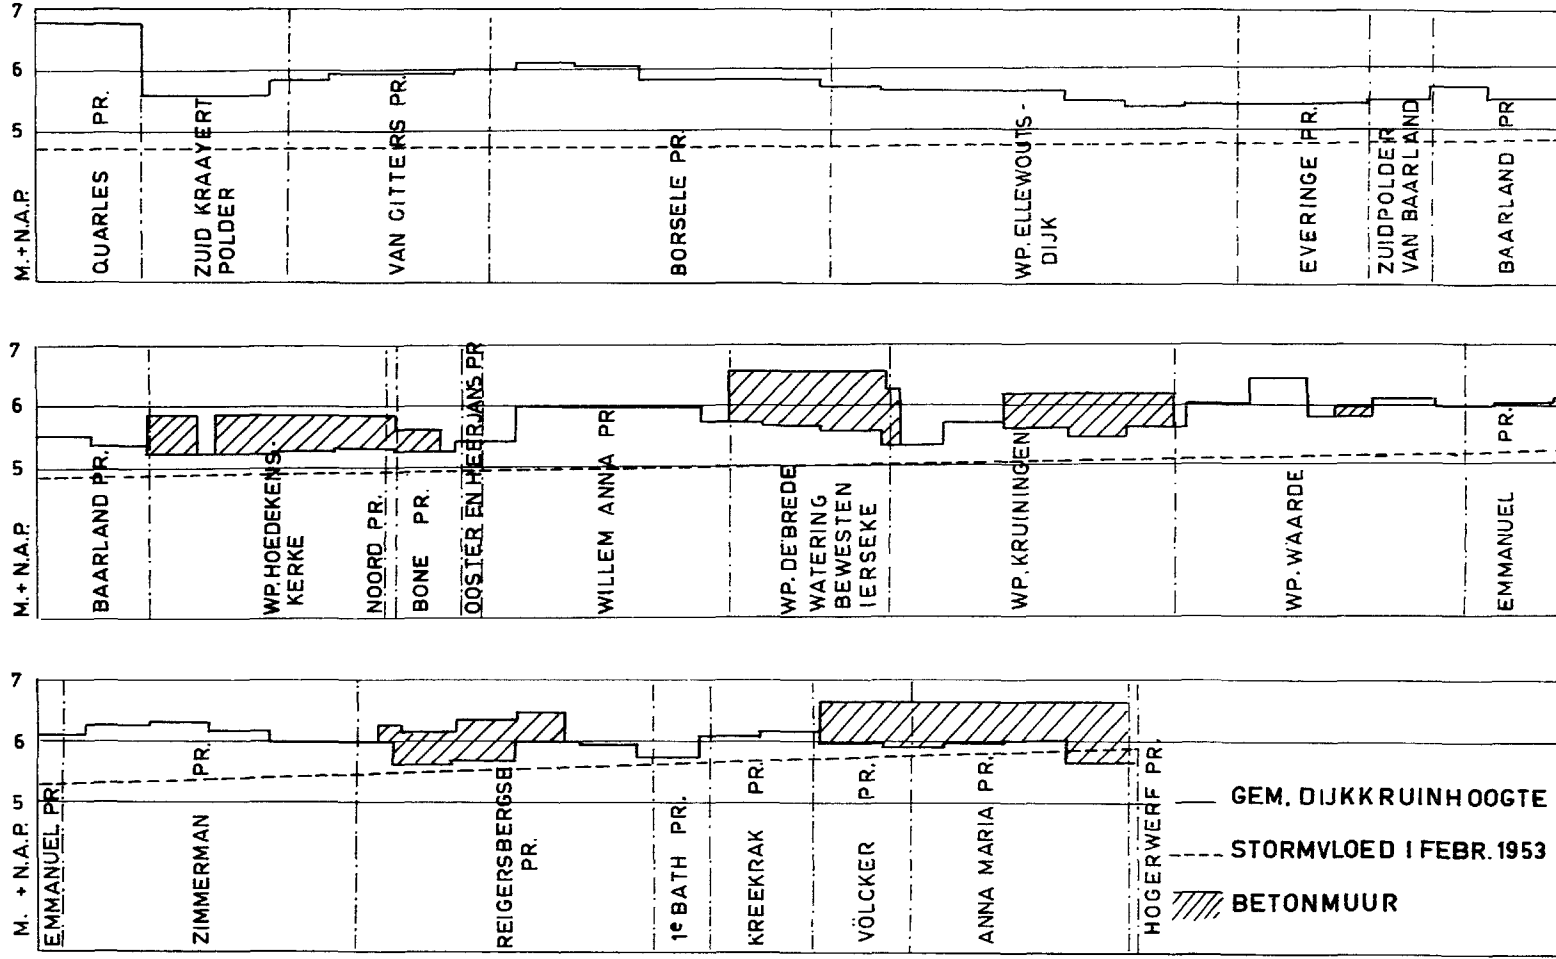 7
6
5
M.+N.A.P.
QUARLES PR.
ZUID KRAAYERT
POLDER
VAN CITTERS PR.
BORSELE PR.
WP. ELLEWOUTS-
DIJK
EVERINGE PR.
ZUIDPOLDER
VAN BAARLAND
BAARLAND PR
7
6
5
M.+N.A.P.
BAARLAND PR.
WP. HOEDEKENS-
KERKE
NOORD PR.
BONE PR.
OOSTER EN HEERJANS PR
WILLEM ANNA PR
WP. DE BREDE
WATERING
BEWESTEN
IERSEKE
WP. KRUININGEN
WP. WAARDE
EMMANUEL PR.
7
6
5
M. +N.A.P.
EMMANUEL PR.
ZIMMERMAN PR.
REIGERSBERGSE
PR.
1e BATH PR.
KREEKRAK PR.
VÖLCKER PR.
ANNA MARIA PR.
HOGERWERF PR.
GEM. DIJKKRUINHOOGTE
STORMVLOED 1 FEBR. 1953
BETONMUUR